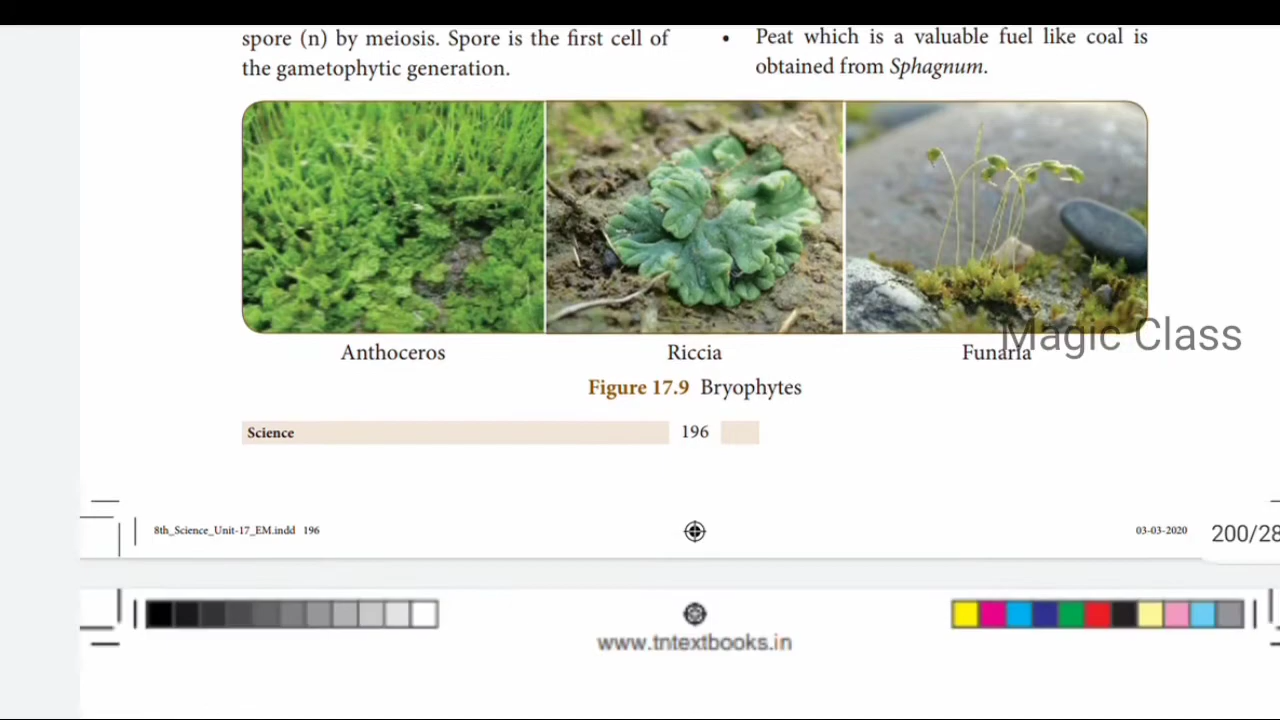 spore (n) by meiosis. Spore is the first cell of
the gametophytic generation.
• Peat which is a valuable fuel like coal is
obtained from Sphagnum.
Anthoceros
Riccia
Funaria
Magic Class
Figure 17.9 Bryophytes
Science 196
8th_Science_Unit-17_EM.indd 196
03-03-2020
200/28
www.tntextbooks.in